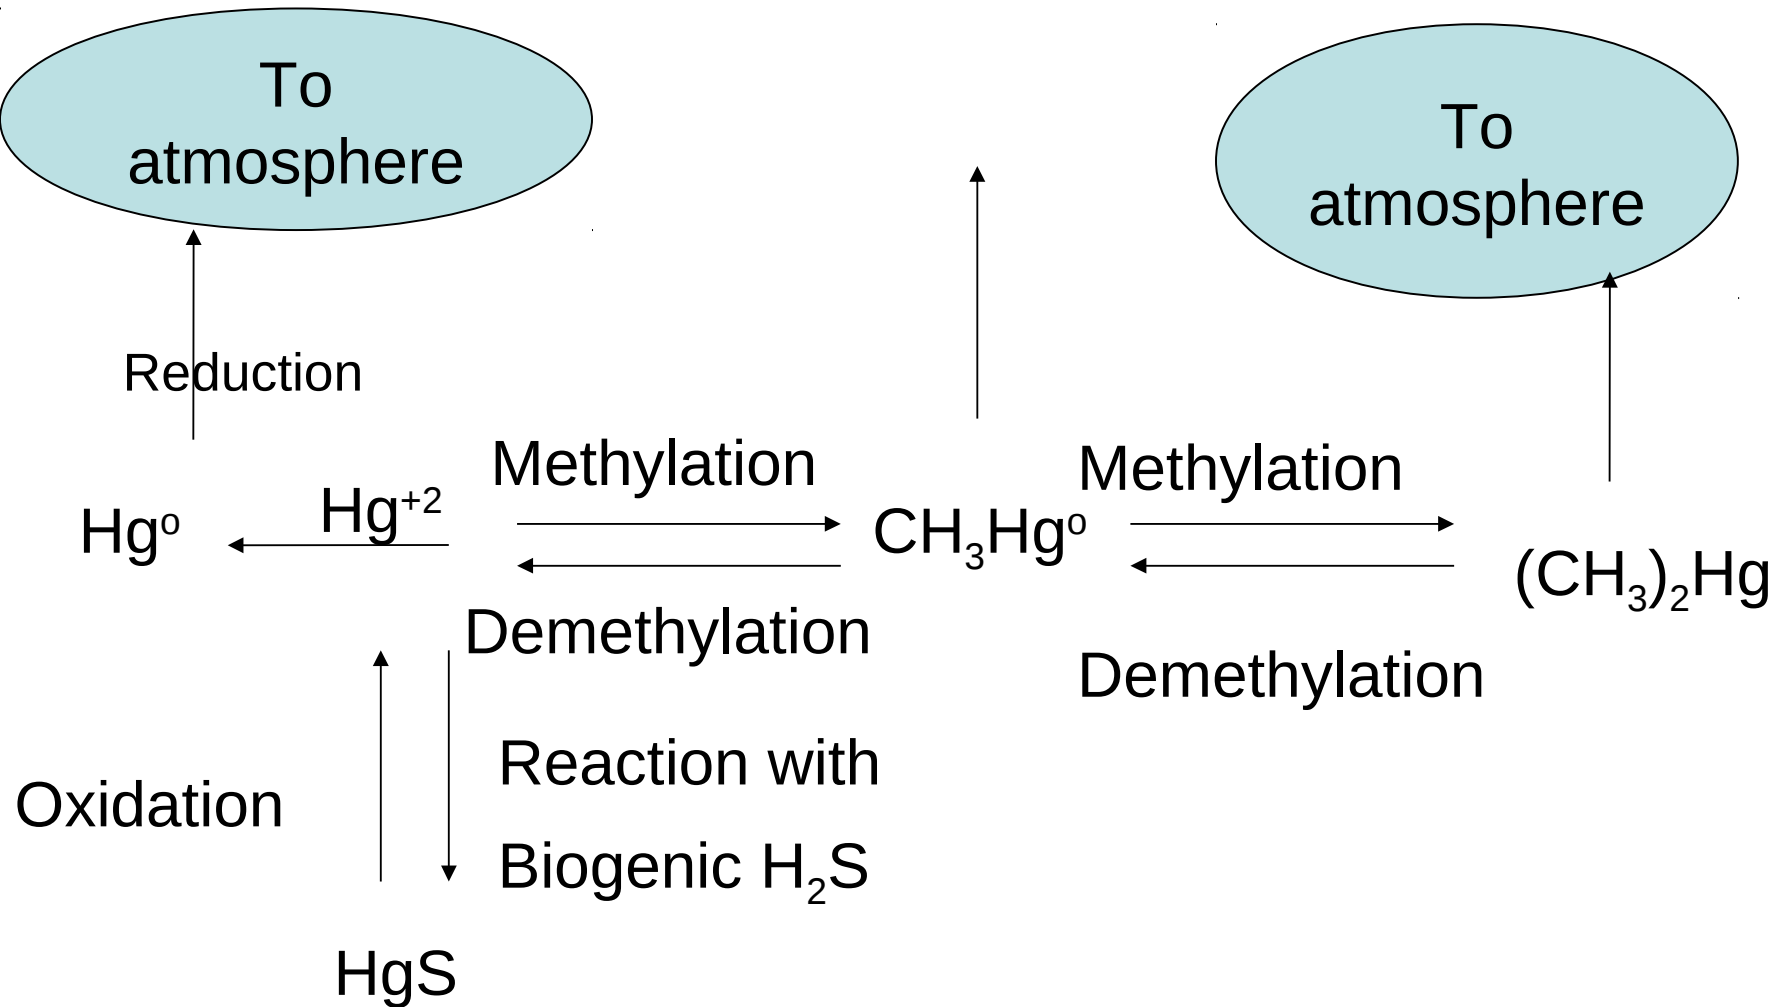 To
atmosphere
To
atmosphere
Reduction
Methylation
Methylation
Hgᵒ
Hg⁺²
CH₃Hgᵒ
(CH₃)₂Hg
Demethylation
Demethylation
Oxidation
Reaction with
Biogenic H₂S
HgS